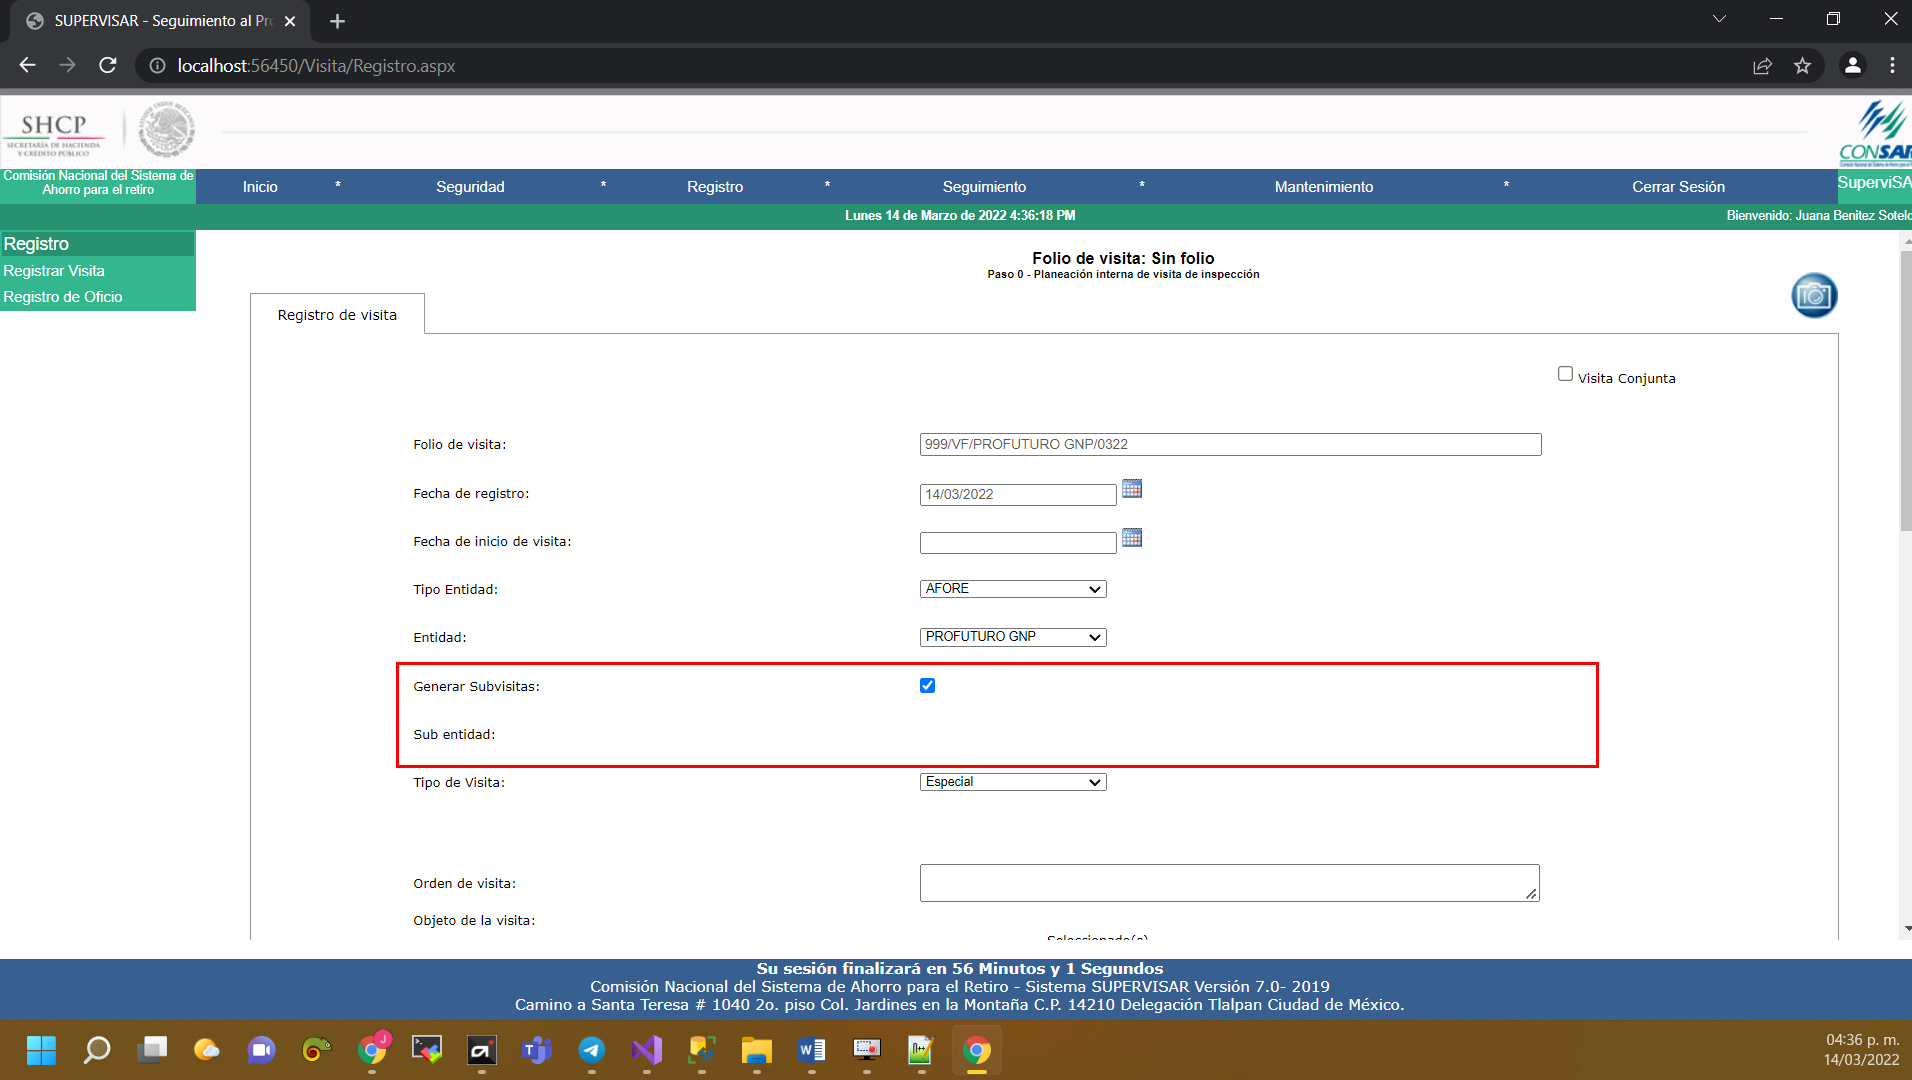 SUPERVISAR - Seguimiento al Pro
localhost:56450/Visita/Registro.aspx
SHCP
SECRETARÍA DE HACIENDA
Y CRÉDITO PÚBLICO
CONSAR
Comisión Nacional del Sistema de
Ahorro para el retiro
Inicio * Seguridad * Registro * Seguimiento * Mantenimiento * Cerrar Sesión
SuperviSA
Lunes 14 de Marzo de 2022 4:36:18 PM
Bienvenido: Juana Benitez Sotelo
Registro
Registrar Visita
Registro de Oficio
Folio de visita: Sin folio
Paso 0 - Planeación interna de visita de inspección
Registro de visita
Visita Conjunta
Folio de visita: 999/VF/PROFUTURO GNP/0322
Fecha de registro: 14/03/2022
Fecha de inicio de visita:
Tipo Entidad: AFORE
Entidad: PROFUTURO GNP
Generar Subvisitas:
Sub entidad:
Tipo de Visita: Especial
Orden de visita:
Objeto de la visita:
Seleccionado(s)
Su sesión finalizará en 56 Minutos y 1 Segundos
Comisión Nacional del Sistema de Ahorro para el Retiro - Sistema SUPERVISAR Versión 7.0- 2019
Camino a Santa Teresa # 1040 2o. piso Col. Jardines en la Montaña C.P. 14210 Delegación Tlalpan Ciudad de México.
J
04:36 p. m.
14/03/2022